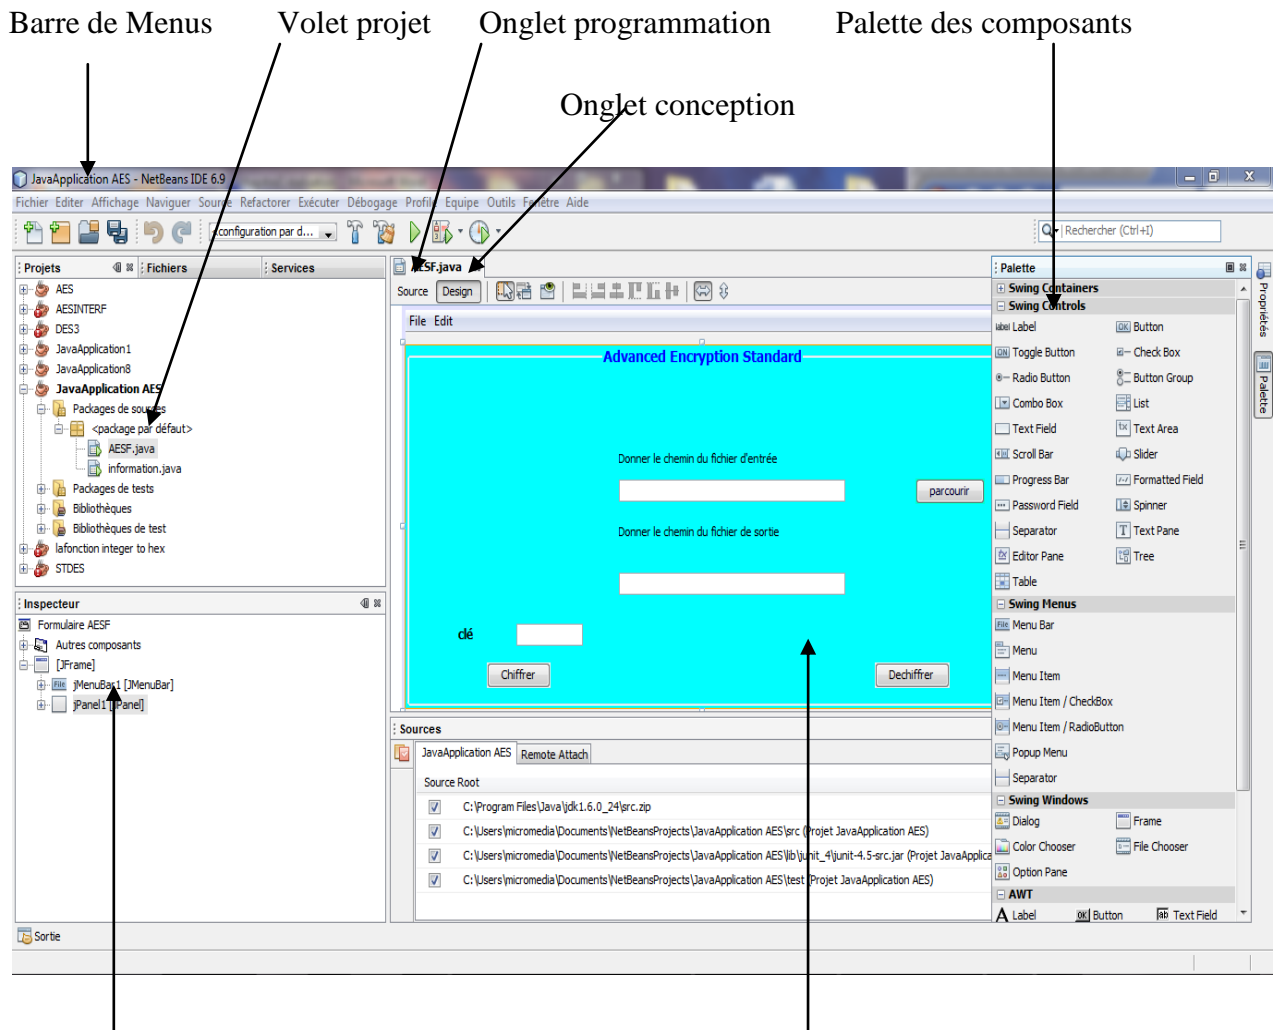 Barre de Menus Volet projet Onglet programmation Palette des composants
Onglet conception
JavaApplication AES - NetBeans IDE 6.9
Fichier Editer Affichage Naviguer Source Refactorer Exécuter Débogage Profile Equipe Outils Fenêtre Aide
<configuration par d...
Rechercher (Ctrl+I)
Projets Fichiers Services
AES
AESINTERF
DES3
JavaApplication1
JavaApplication8
JavaApplication AES
Packages de sources
<package par défaut>
AESF.java
information.java
Packages de tests
Bibliothèques
Bibliothèques de test
lafonction integer to hex
STDES
Inspecteur
Formulaire AESF
Autres composants
[JFrame]
jMenuBar1 [JMenuBar]
jPanel1 [JPanel]
AESF.java
Source Design
File Edit
Advanced Encryption Standard
Donner le chemin du fichier d'entrée
parcourir
Donner le chemin du fichier de sortie
clé
Chiffrer Dechiffrer
Sources
JavaApplication AES Remote Attach
Source Root
C:\Program Files\Java\jdk1.6.0_24\src.zip
C:\Users\micromedia\Documents\NetBeansProjects\JavaApplication AES\src (Projet JavaApplication AES)
C:\Users\micromedia\Documents\NetBeansProjects\JavaApplication AES\lib\junit_4\junit-4.5-src.jar (Projet JavaApplica
C:\Users\micromedia\Documents\NetBeansProjects\JavaApplication AES\test (Projet JavaApplication AES)
Palette
Swing Containers
Swing Controls
label Label OK Button
ON Toggle Button Check Box
Radio Button Button Group
Combo Box List
Text Field Text Area
Scroll Bar Slider
Progress Bar Formatted Field
Password Field Spinner
Separator Text Pane
Editor Pane Tree
Table
Swing Menus
File Menu Bar
Menu
Menu Item
Menu Item / CheckBox
Menu Item / RadioButton
Popup Menu
Separator
Swing Windows
Dialog Frame
Color Chooser File Chooser
Option Pane
AWT
A Label OK Button ab Text Field
Propriétés
Palette
Sortie